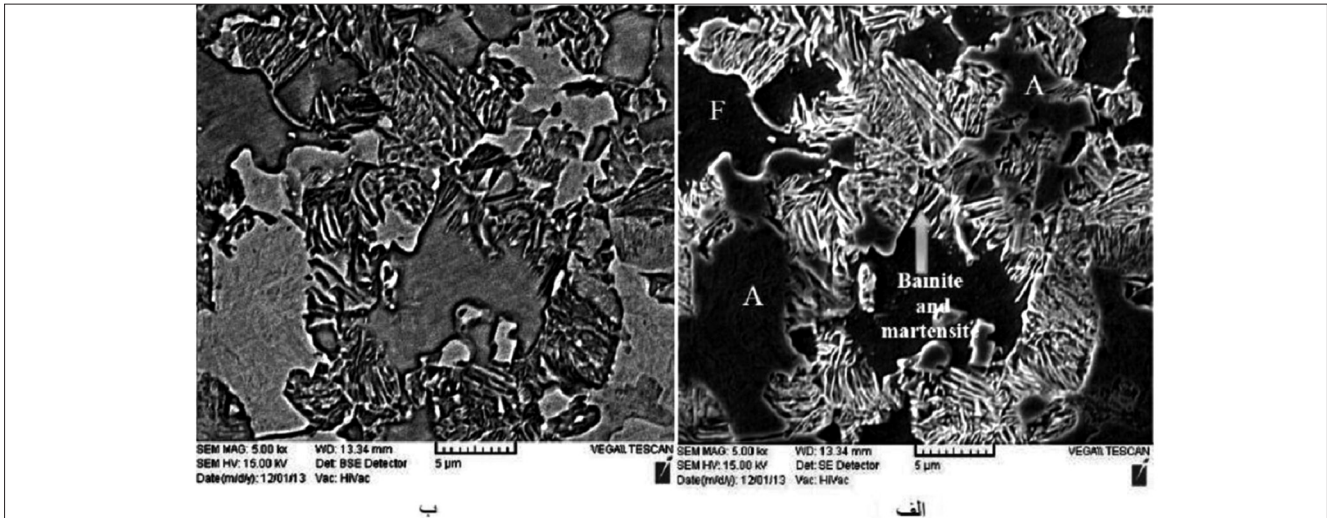 F
A
A
Bainite
and
martensite
SEM MAG: 5.00 kx WD: 13.34 mm VEGA\\ TESCAN
SEM HV: 15.00 kV Det: BSE Detector 5 µm
Date(m/d/y): 12/01/13 Vac: HiVac
SEM MAG: 5.00 kx WD: 13.34 mm VEGA\\ TESCAN
SEM HV: 15.00 kV Det: SE Detector 5 µm
Date(m/d/y): 12/01/13 Vac: HiVac
ب
الف